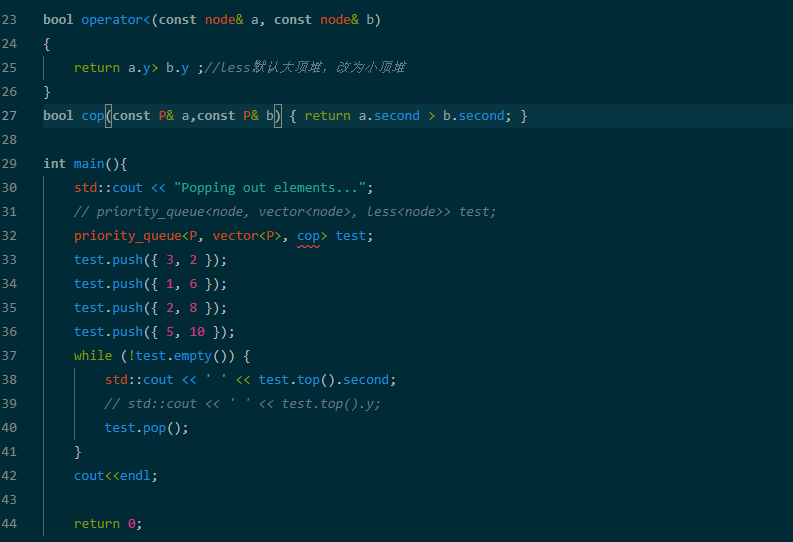 23 bool operator<(const node& a, const node& b)
24 {
25     return a.y> b.y ;//less默认大顶堆，改为小顶堆
26 }
27 bool cop(const P& a,const P& b) { return a.second > b.second; }
28
29 int main(){
30     std::cout << "Popping out elements...";
31     // priority_queue<node, vector<node>, less<node>> test;
32     priority_queue<P, vector<P>, cop> test;
33     test.push({ 3, 2 });
34     test.push({ 1, 6 });
35     test.push({ 2, 8 });
36     test.push({ 5, 10 });
37     while (!test.empty()) {
38         std::cout << ' ' << test.top().second;
39         // std::cout << ' ' << test.top().y;
40         test.pop();
41     }
42     cout<<endl;
43
44     return 0;